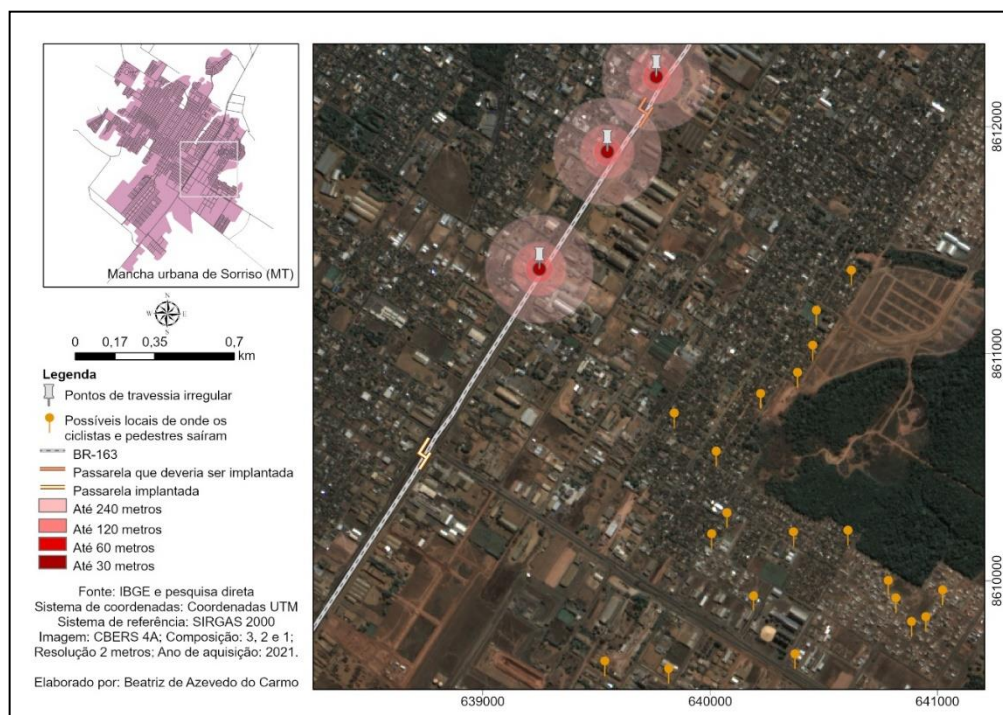 Mancha urbana de Sorriso (MT)
N
W E
S
0 0,17 0,35 0,7
km
Legenda
Pontos de travessia irregular
Possíveis locais de onde os
ciclistas e pedestres saíram
BR-163
Passarela que deveria ser implantada
Passarela implantada
Até 240 metros
Até 120 metros
Até 60 metros
Até 30 metros
Fonte: IBGE e pesquisa direta
Sistema de coordenadas: Coordenadas UTM
Sistema de referência: SIRGAS 2000
Imagem: CBERS 4A; Composição: 3, 2 e 1;
Resolução 2 metros; Ano de aquisição: 2021.
Elaborado por: Beatriz de Azevedo do Carmo
8612000
8611000
8610000
639000 640000 641000